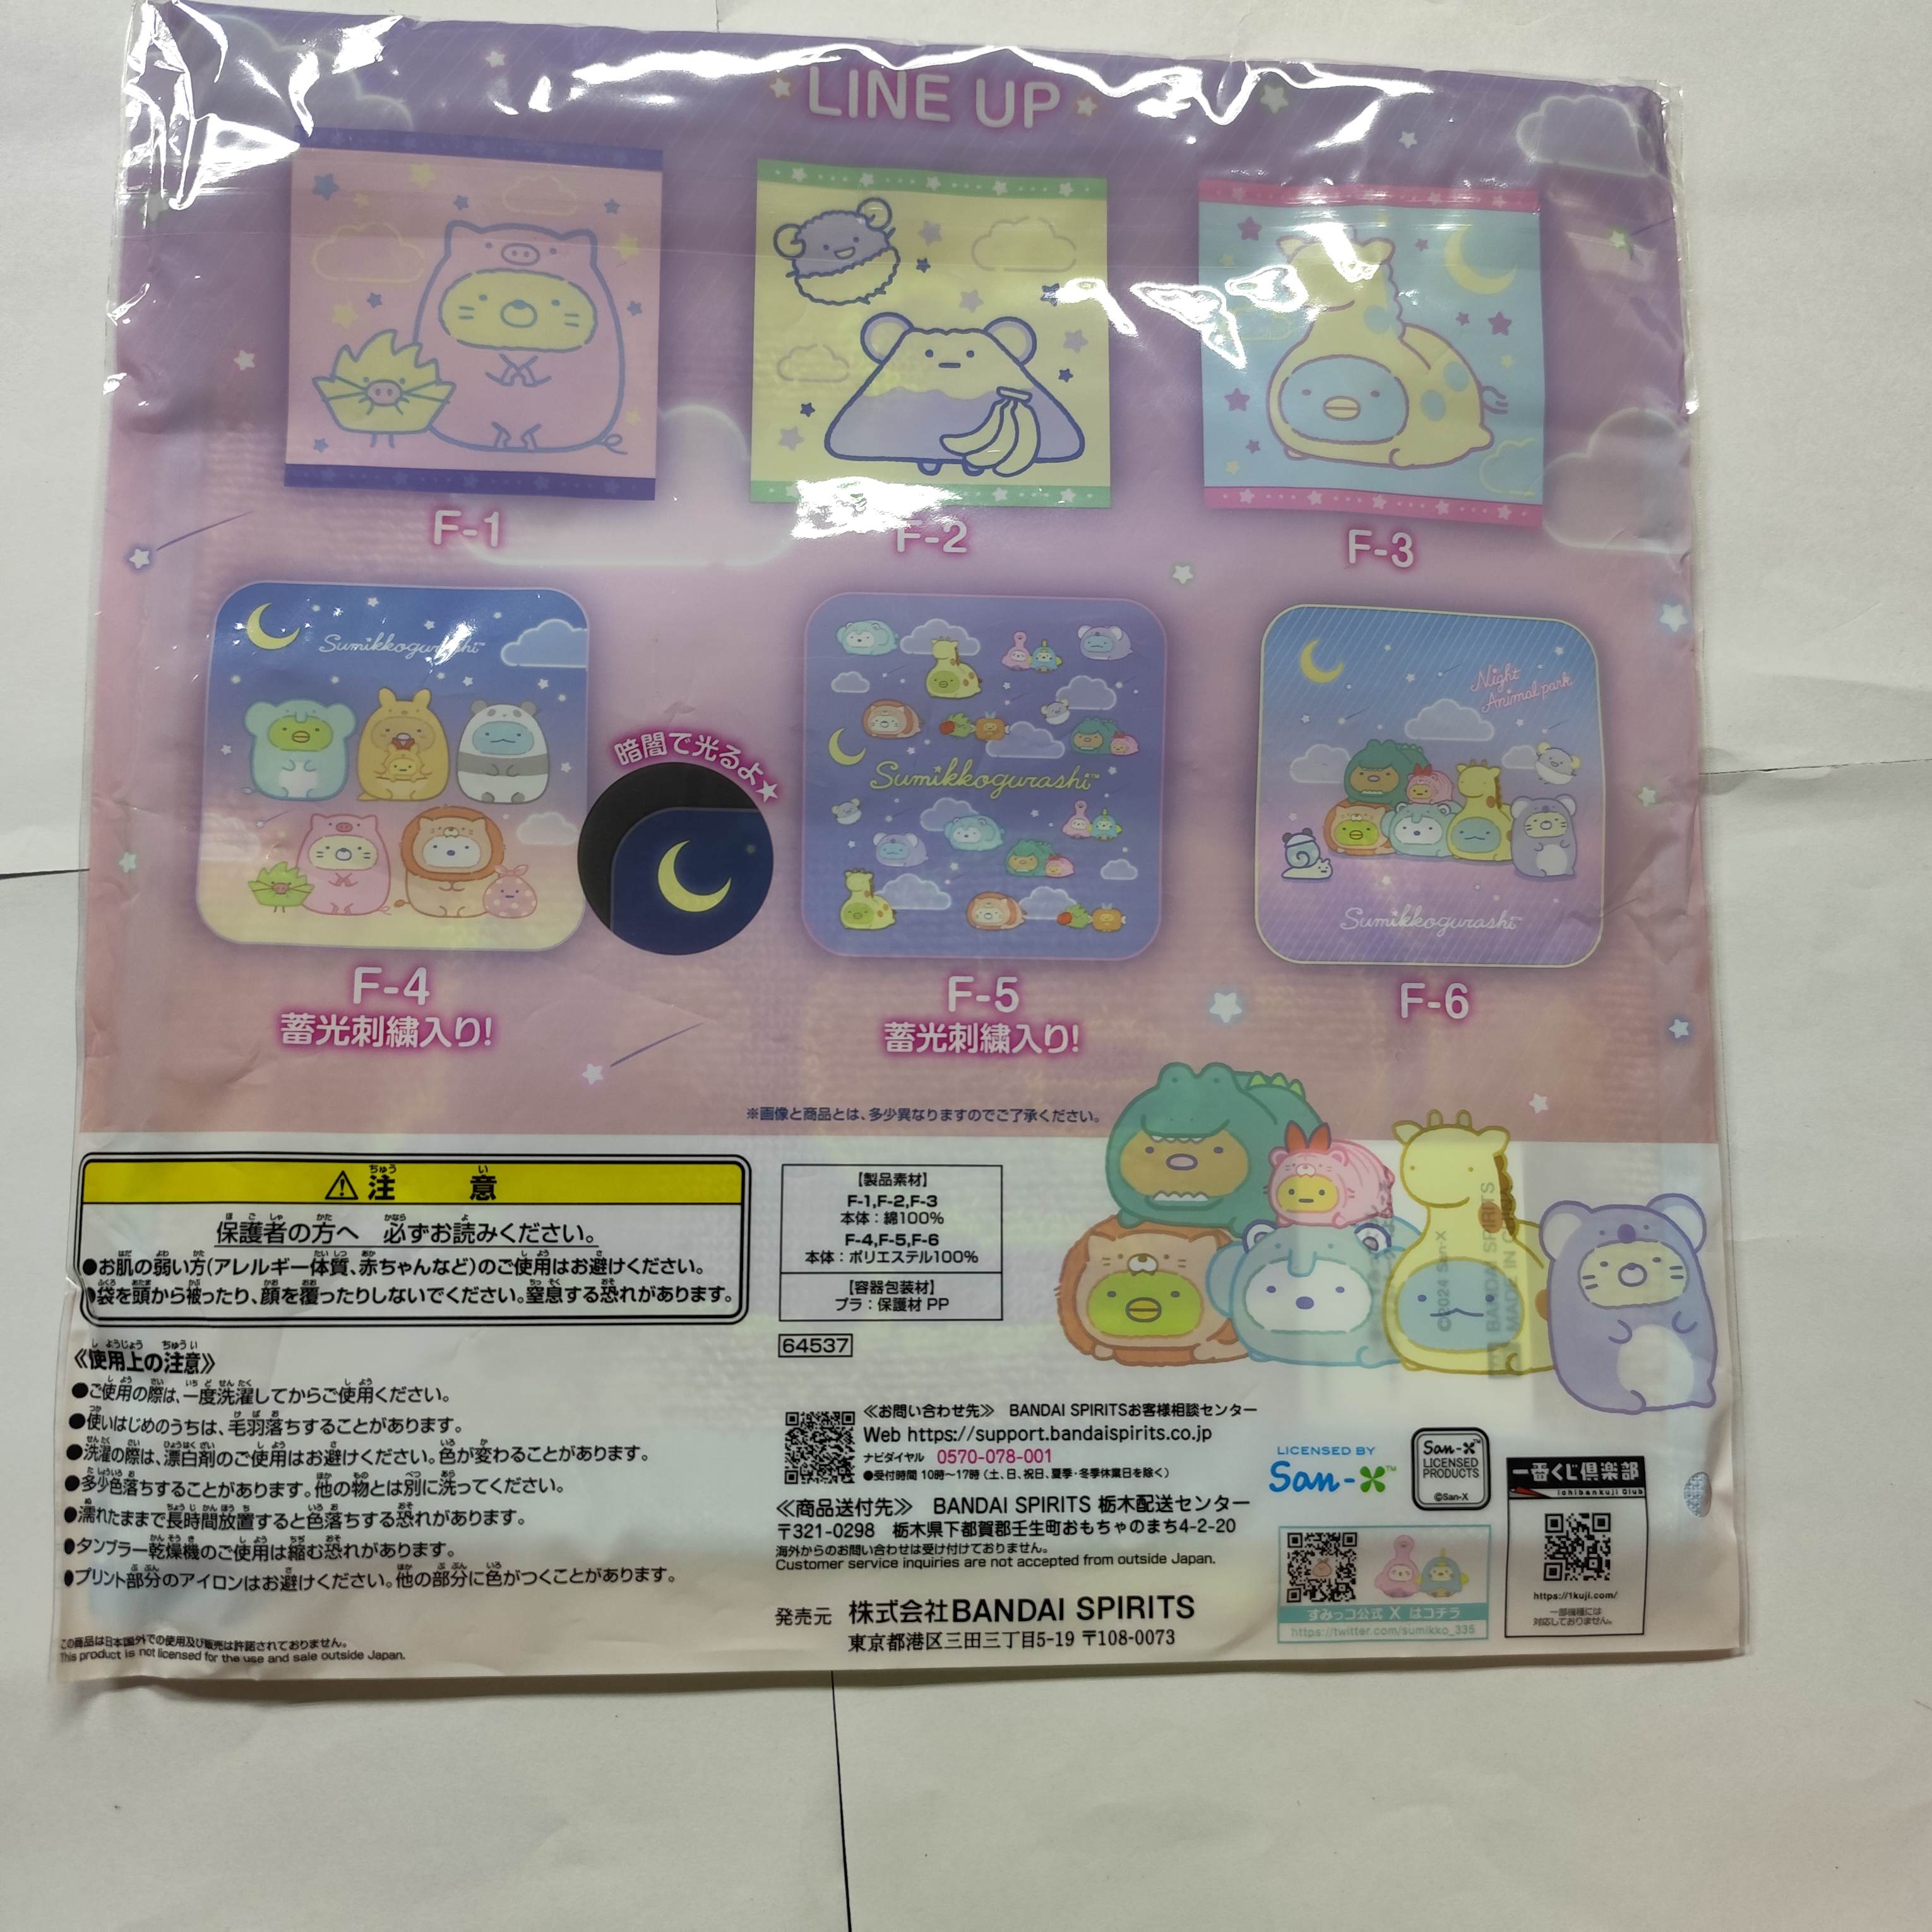 LINE UP
F-1
F-2
F-3
Sumikkogurashi™
暗闇で光るよ★
Sumikkogurashi™
Night
Animal park
Sumikkogurashi™
F-4
蓄光刺繍入り!
F-5
蓄光刺繍入り!
F-6
※画像と商品とは、多少異なりますのでご了承ください。
⚠注意
保護者の方へ 必ずお読みください。
●お肌の弱い方(アレルギー体質、赤ちゃんなど)のご使用はお避けください。
●袋を頭から被ったり、顔を覆ったりしないでください。窒息する恐れがあります。
《使用上の注意》
●ご使用の際は、一度洗濯してからご使用ください。
●使いはじめのうちは、毛羽落ちすることがあります。
●洗濯の際は、漂白剤のご使用はお避けください。色が変わることがあります。
●多少色落ちすることがあります。他の物とは別に洗ってください。
●濡れたままで長時間放置すると色落ちする恐れがあります。
●タンブラー乾燥機のご使用は縮む恐れがあります。
●プリント部分のアイロンはお避けください。他の部分に色がつくことがあります。
この商品は日本国外での使用及び販売は許諾されておりません。
This product is not licensed for the use and sale outside Japan.
【製品素材】
F-1,F-2,F-3
本体：綿100%
F-4,F-5,F-6
本体：ポリエステル100%
【容器包装材】
プラ：保護材 PP
64537
《お問い合わせ先》 BANDAI SPIRITSお客様相談センター
Web https://support.bandaispirits.co.jp
ナビダイヤル 0570-078-001
●受付時間 10時〜17時(土、日、祝日、夏季・冬季休業日を除く)
《商品送付先》 BANDAI SPIRITS 栃木配送センター
〒321-0298 栃木県下都賀郡壬生町おもちゃのまち4-2-20
海外からのお問い合わせは受け付けておりません。
Customer service inquiries are not accepted from outside Japan.
発売元 株式会社BANDAI SPIRITS
東京都港区三田三丁目5-19 〒108-0073
©2024 San-X
BANDAI SPIRITS
LICENSED BY
San-X™
San-X™
LICENSED
PRODUCTS
©San-X
すみっコ公式 X はコチラ
https://twitter.com/sumikko_335
一番くじ倶楽部
ichibankuji Club
https://1kuji.com/
一部機種には
対応しておりません。